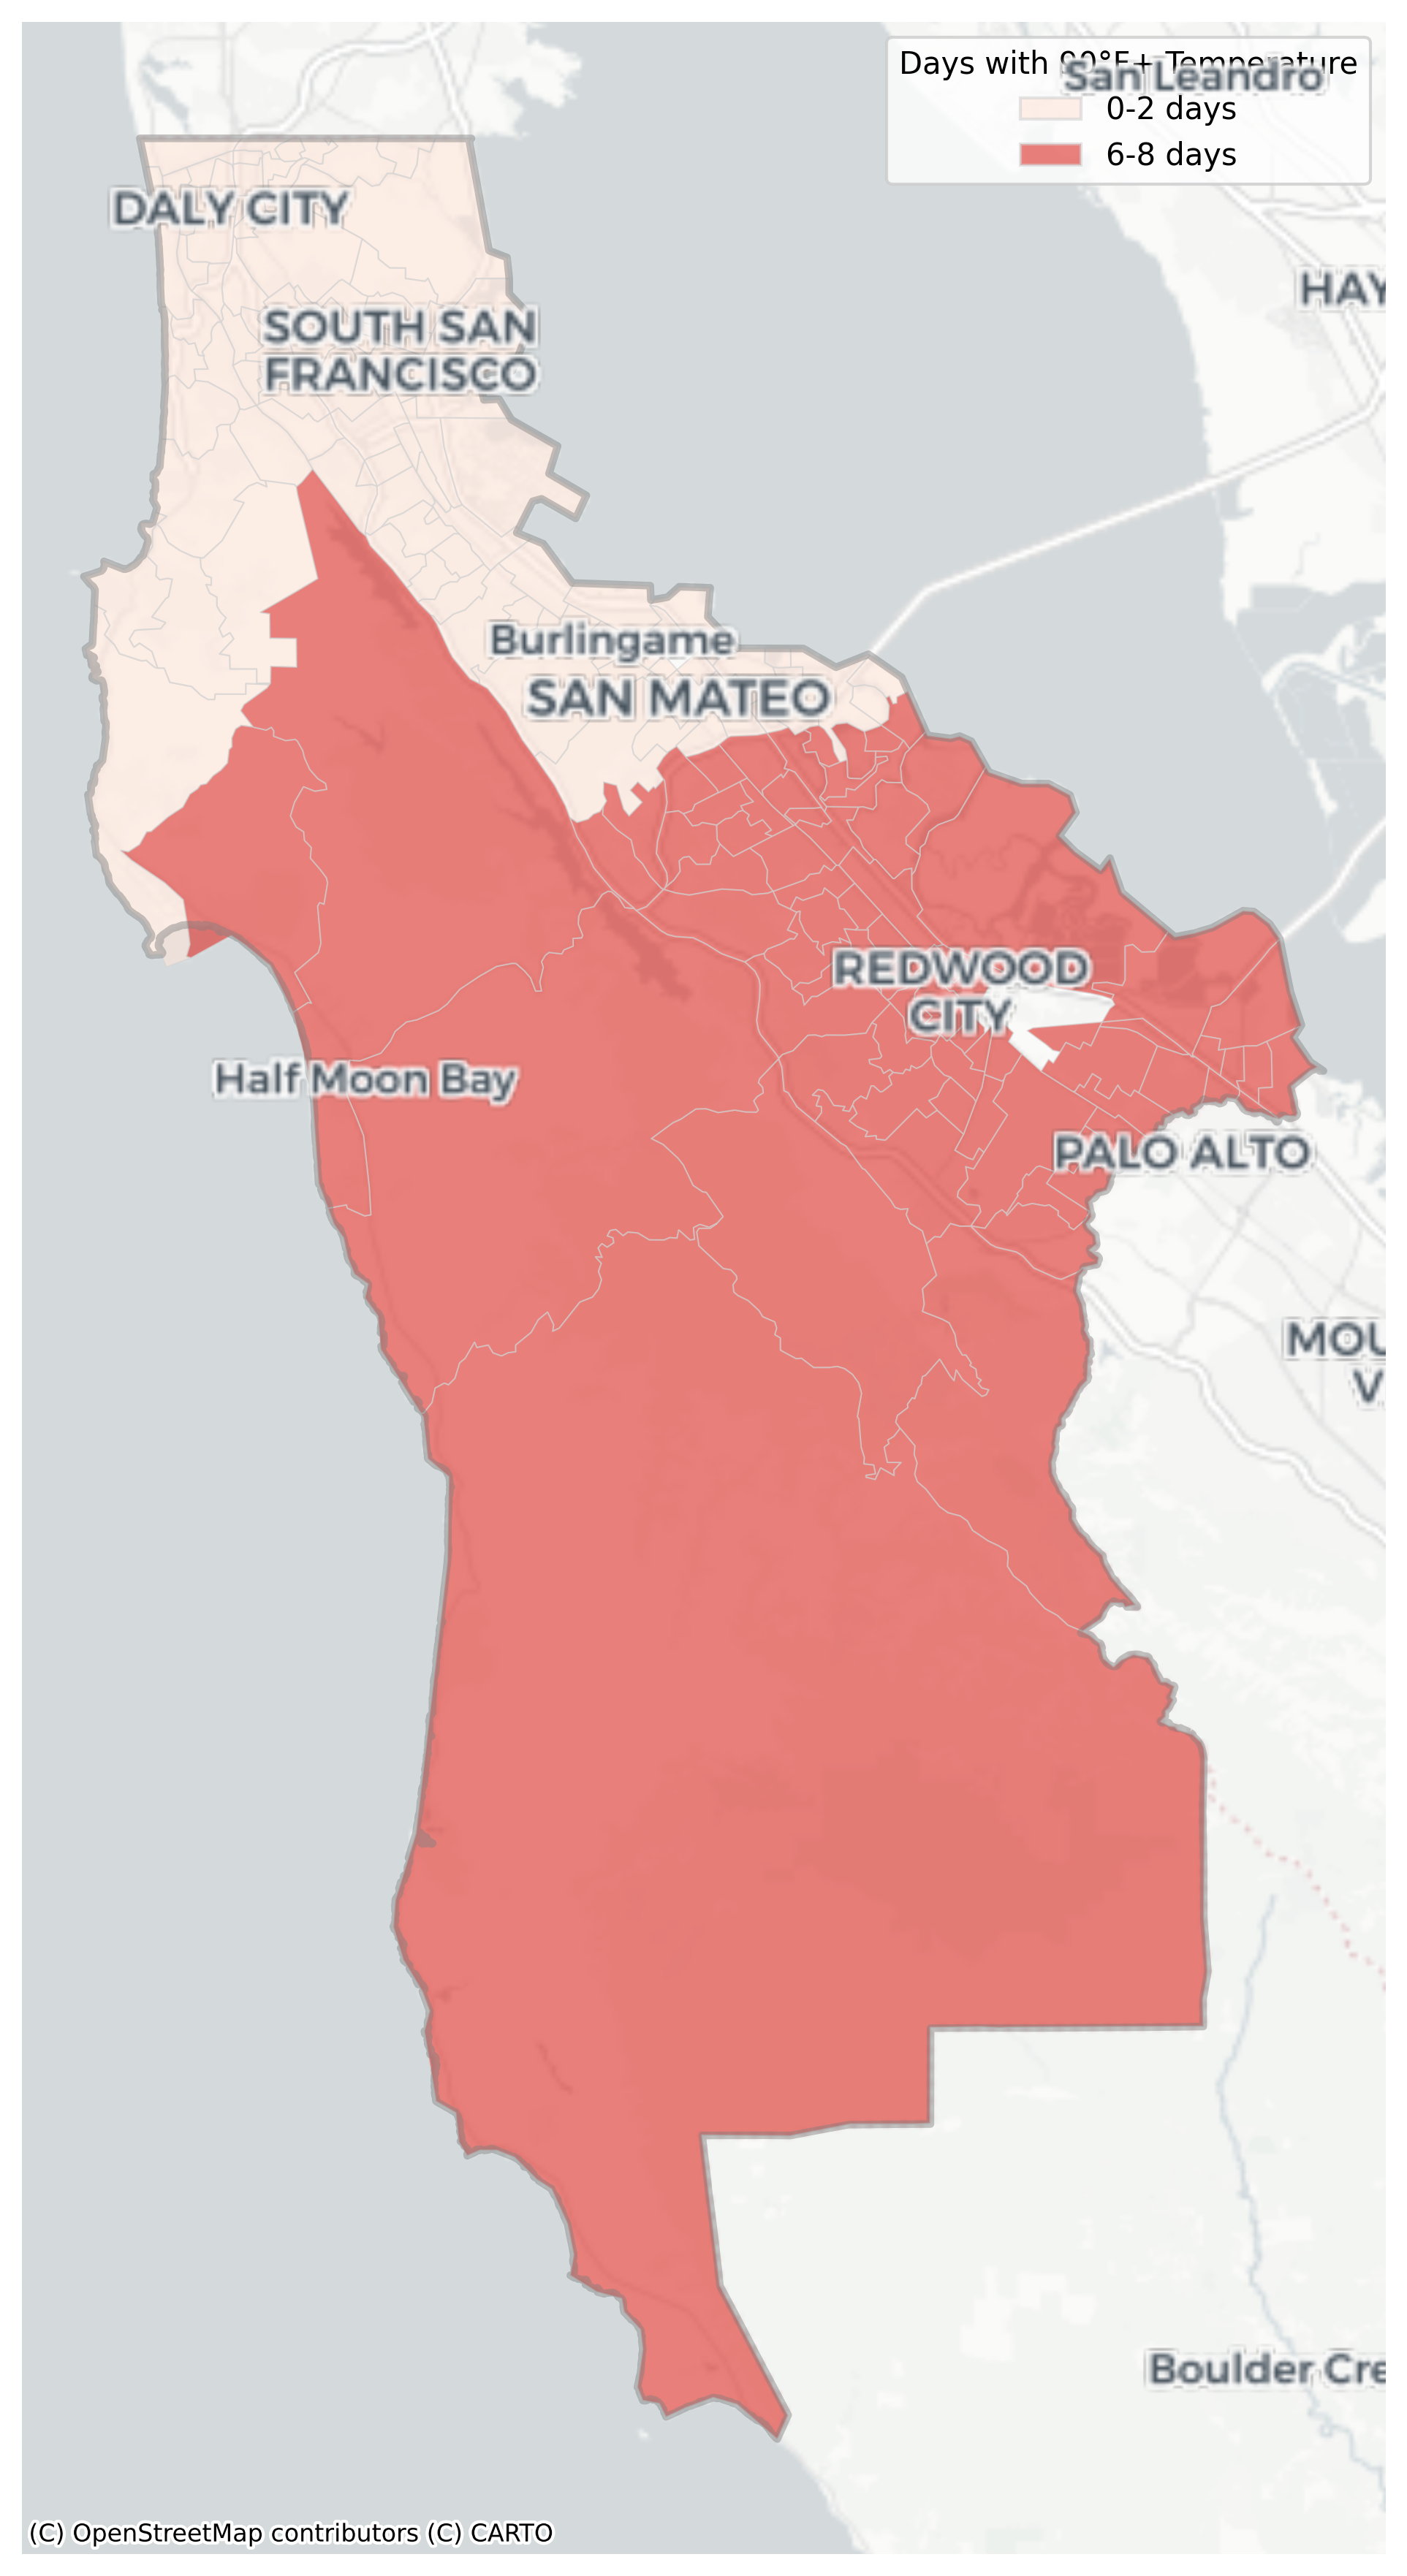 Days with 90°F+ Temperature
San Leandro
0-2 days
6-8 days
DALY CITY
HAY
SOUTH SAN
FRANCISCO
Burlingame
SAN MATEO
REDWOOD
CITY
Half Moon Bay
PALO ALTO
MOU
V
Boulder Cre
(C) OpenStreetMap contributors (C) CARTO